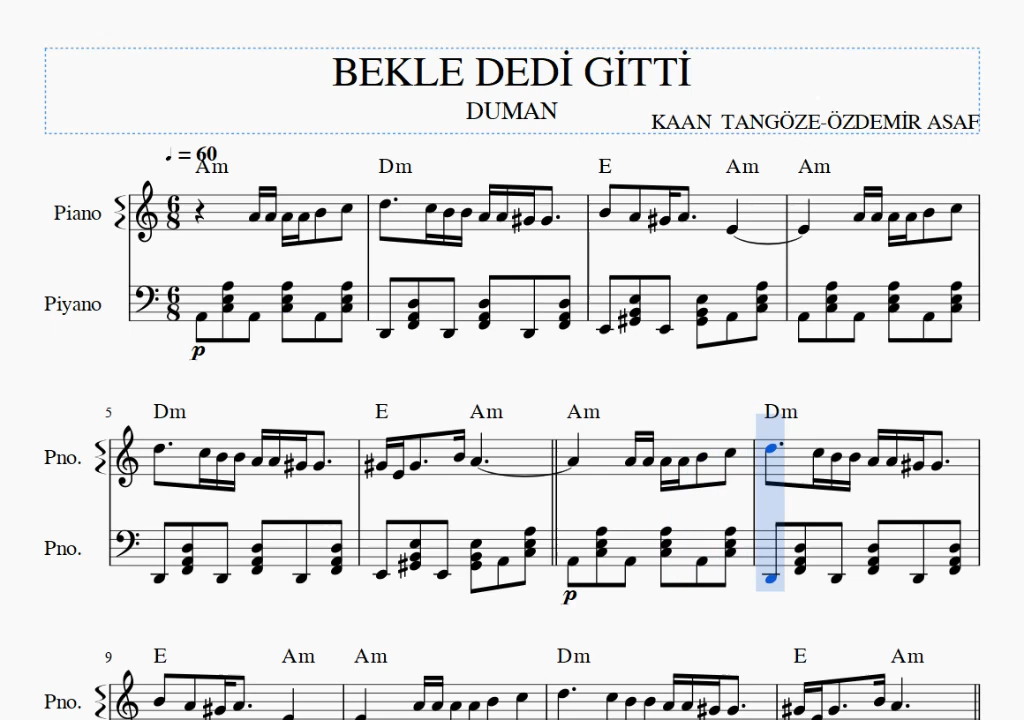 BEKLE DEDİ GİTTİ
DUMAN
KAAN TANGÖZE-ÖZDEMİR ASAF
♩ = 60
Am Dm E Am Am
Piano
6 8
Piyano
6 8
p
5 Dm E Am Am Dm
Pno.
Pno.
p
9 E Am Am Dm E Am
Pno.